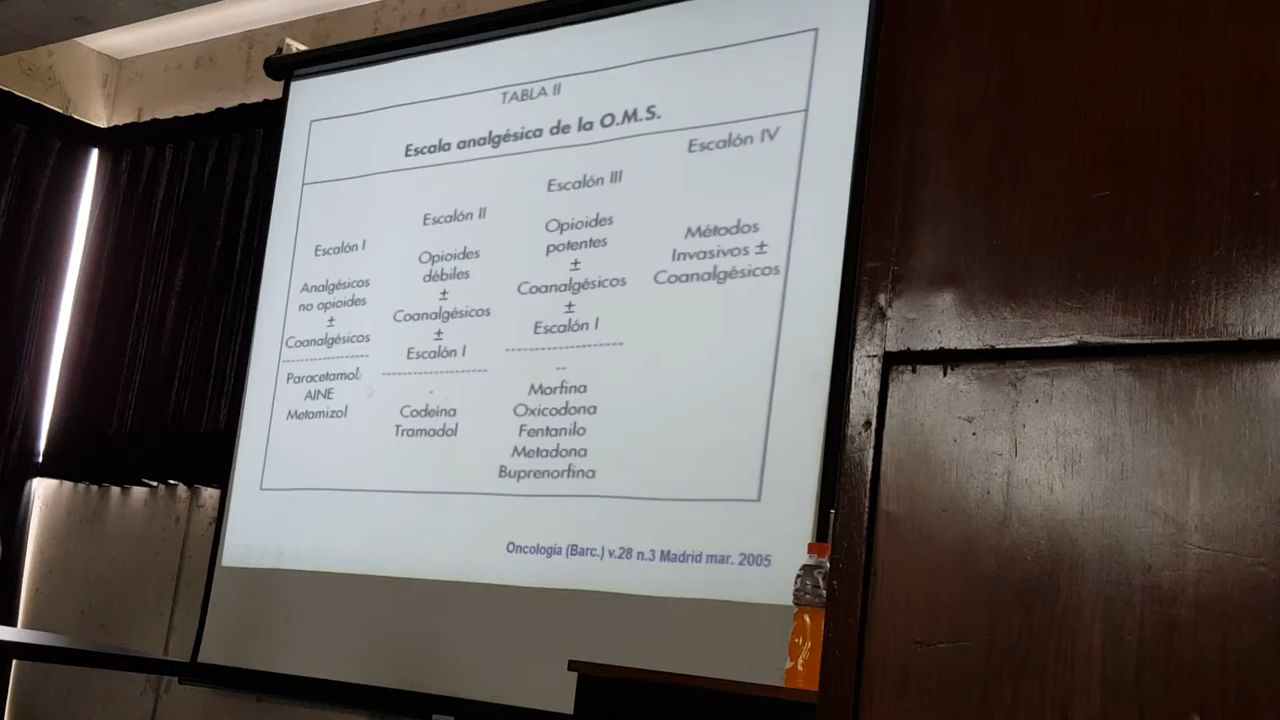 TABLA II
Escala analgésica de la O.M.S.
Escalón I
Analgésicos
no opioides
±
Coanalgésicos
--------------------
Paracetamol,
AINE
Metamizol
Escalón II
Opioides
débiles
±
Coanalgésicos
±
Escalón I
--------------------
-
Codeína
Tramadol
Escalón III
Opioides
potentes
±
Coanalgésicos
±
Escalón I
--------------------
--
Morfina
Oxicodona
Fentanilo
Metadona
Buprenorfina
Escalón IV
Métodos
Invasivos ±
Coanalgésicos
Oncología (Barc.) v.28 n.3 Madrid mar. 2005